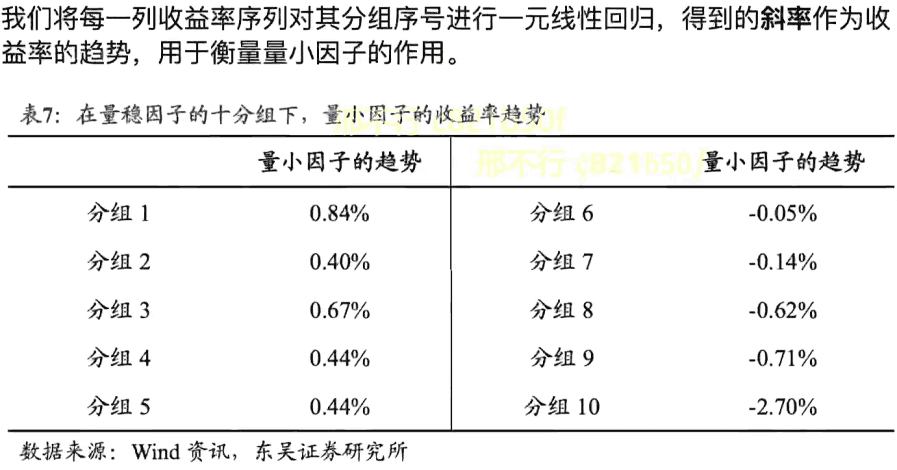 我们将每一列收益率序列对其分组序号进行一元线性回归，得到的斜率作为收
益率的趋势，用于衡量量小因子的作用。
表7：在量稳因子的十分组下，量小因子的收益率趋势
邢不行
邢不行
量小因子的趋势 量小因子的趋势
分组 1 0.84% 分组 6 -0.05%
分组 2 0.40% 分组 7 -0.14%
分组 3 0.67% 分组 8 -0.62%
分组 4 0.44% 分组 9 -0.71%
分组 5 0.44% 分组 10 -2.70%
数据来源：Wind 资讯，东吴证券研究所